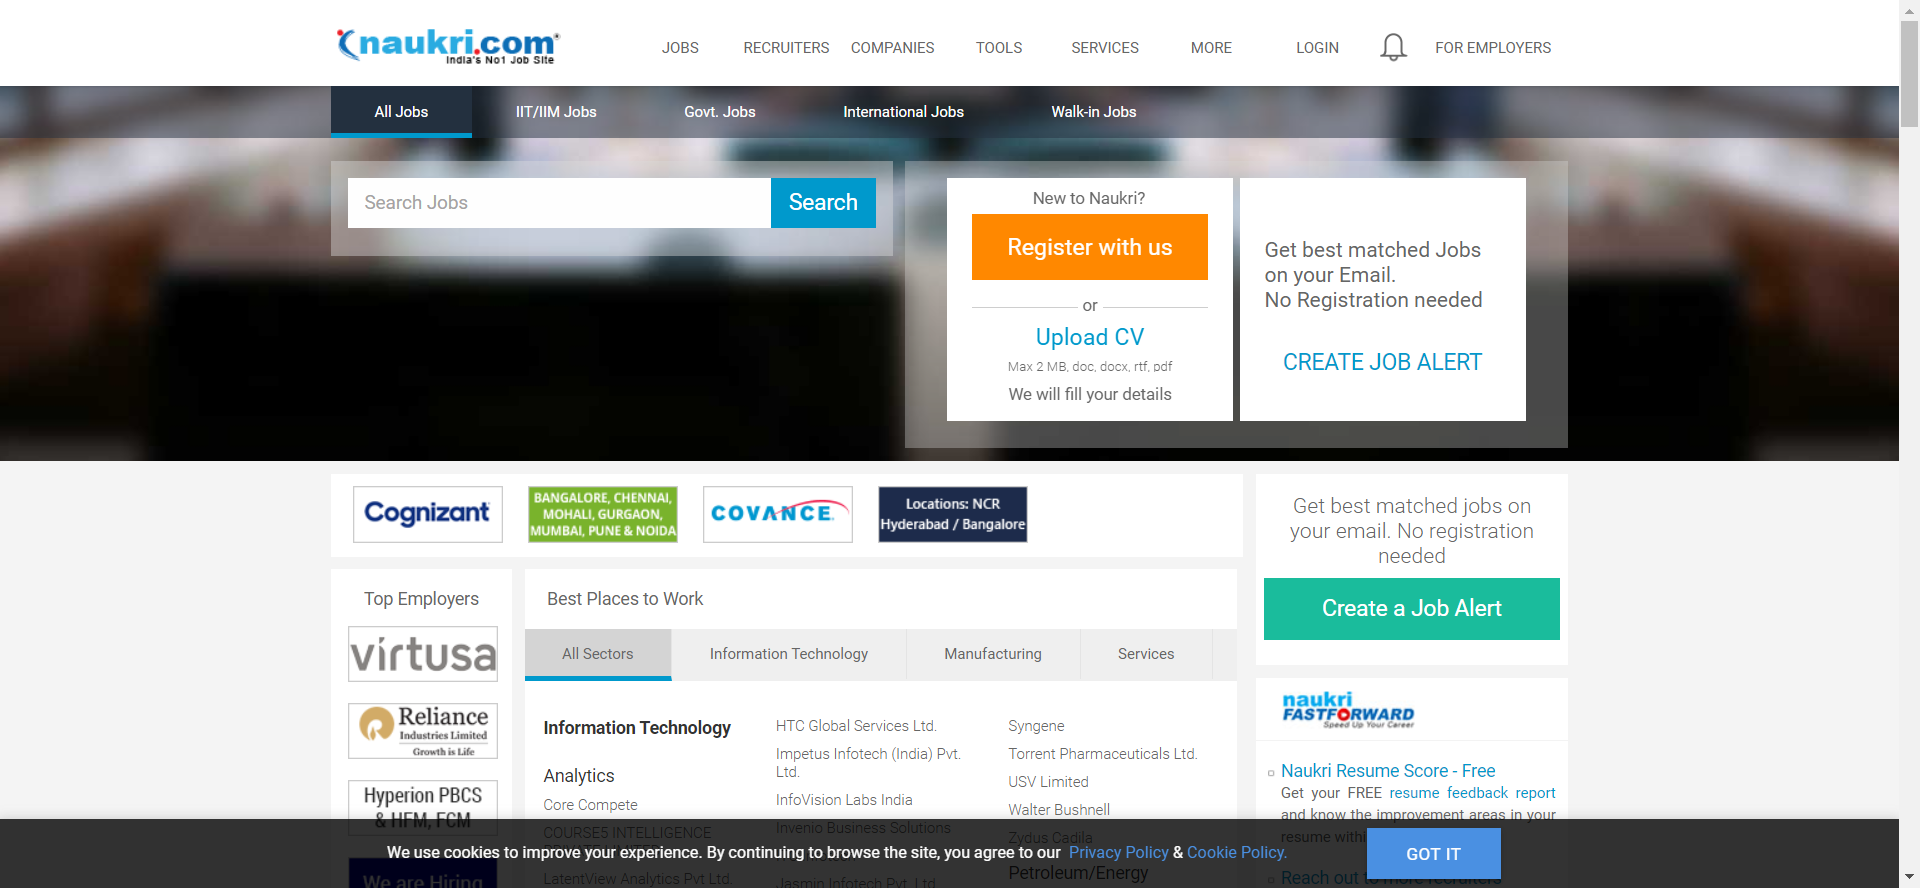 naukri.com
India's No1 Job Site
JOBS
RECRUITERS
COMPANIES
TOOLS
SERVICES
MORE
LOGIN
FOR EMPLOYERS
All Jobs
IIT/IIM Jobs
Govt. Jobs
International Jobs
Walk-in Jobs
Search Jobs
Search
New to Naukri?
Register with us
or
Upload CV
Max 2 MB, doc, docx, rtf, pdf
We will fill your details
Get best matched Jobs
on your Email.
No Registration needed
CREATE JOB ALERT
Cognizant
BANGALORE, CHENNAI,
MOHALI, GURGAON,
MUMBAI, PUNE & NOIDA
COVANCE
Locations: NCR
Hyderabad / Bangalore
Get best matched jobs on
your email. No registration
needed
Create a Job Alert
Top Employers
virtusa
Reliance
Industries Limited
Growth is Life
Hyperion PBCS
& HFM, FCM
We are Hiring
Best Places to Work
All Sectors
Information Technology
Manufacturing
Services
Information Technology
Analytics
Core Compete
COURSE5 INTELLIGENCE
LatentView Analytics Pvt Ltd.
HTC Global Services Ltd.
Impetus Infotech (India) Pvt.
Ltd.
InfoVision Labs India
Invenio Business Solutions
Jasmin Infotech Pvt. Ltd
Syngene
Torrent Pharmaceuticals Ltd.
USV Limited
Walter Bushnell
Zydus Cadila
Petroleum/Energy
naukri
FASTFORWARD
Speed Up Your Career
Naukri Resume Score - Free
Get your FREE resume feedback report
and know the improvement areas in your
resume within
Reach out to more recruiters
We use cookies to improve your experience. By continuing to browse the site, you agree to our Privacy Policy & Cookie Policy.
GOT IT